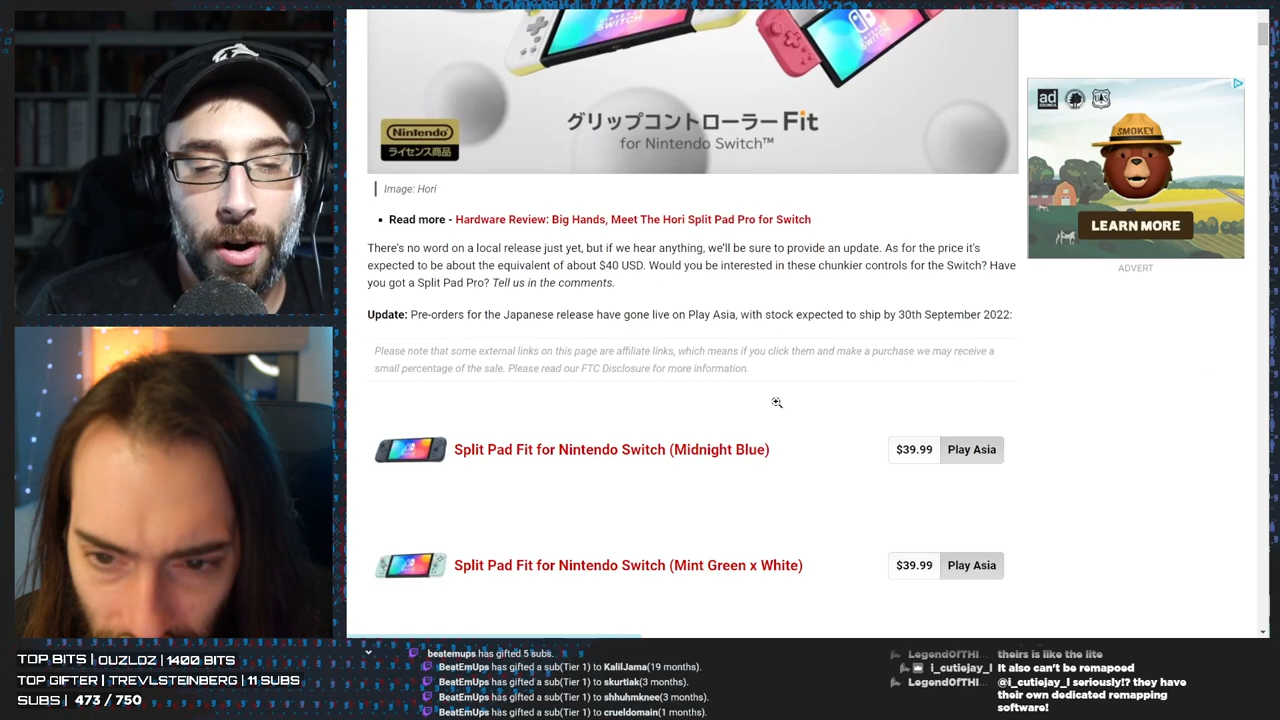 NINTENDO
SWITCH
NINTENDO
SWITCH
グリップコントローラー Fit
for Nintendo Switch™
Nintendo
ライセンス商品
Image: Hori
Read more - Hardware Review: Big Hands, Meet The Hori Split Pad Pro for Switch
There's no word on a local release just yet, but if we hear anything, we'll be sure to provide an update. As for the price it's
expected to be about the equivalent of about $40 USD. Would you be interested in these chunkier controls for the Switch? Have
you got a Split Pad Pro? Tell us in the comments.
Update: Pre-orders for the Japanese release have gone live on Play Asia, with stock expected to ship by 30th September 2022:
Please note that some external links on this page are affiliate links, which means if you click them and make a purchase we may receive a
small percentage of the sale. Please read our FTC Disclosure for more information.
Split Pad Fit for Nintendo Switch (Midnight Blue)
$39.99 Play Asia
Split Pad Fit for Nintendo Switch (Mint Green x White)
$39.99 Play Asia
ad
COUNCIL
SMOKEY
LEARN MORE
ADVERT
TOP BITS | OUZLOZ | 1400 BITS
TOP GIFTER | TREVLSTEINBERG | 11 SUBS
SUBS | 473 / 750
beatemups has gifted 5 subs.
BeatEmUps has gifted a sub(Tier 1) to KalilJama(19 months).
BeatEmUps has gifted a sub(Tier 1) to skurtiak(3 months).
BeatEmUps has gifted a sub(Tier 1) to shhuhmknee(3 months).
BeatEmUps has gifted a sub(Tier 1) to crueldomain(1 months).
LegendOfTHI... theirs is like the lite
i_cutiejay_l It also can't be remapoed
LegendOfTHI... @i_cutiejay_l seriously!? they have
their own dedicated remapping
software!